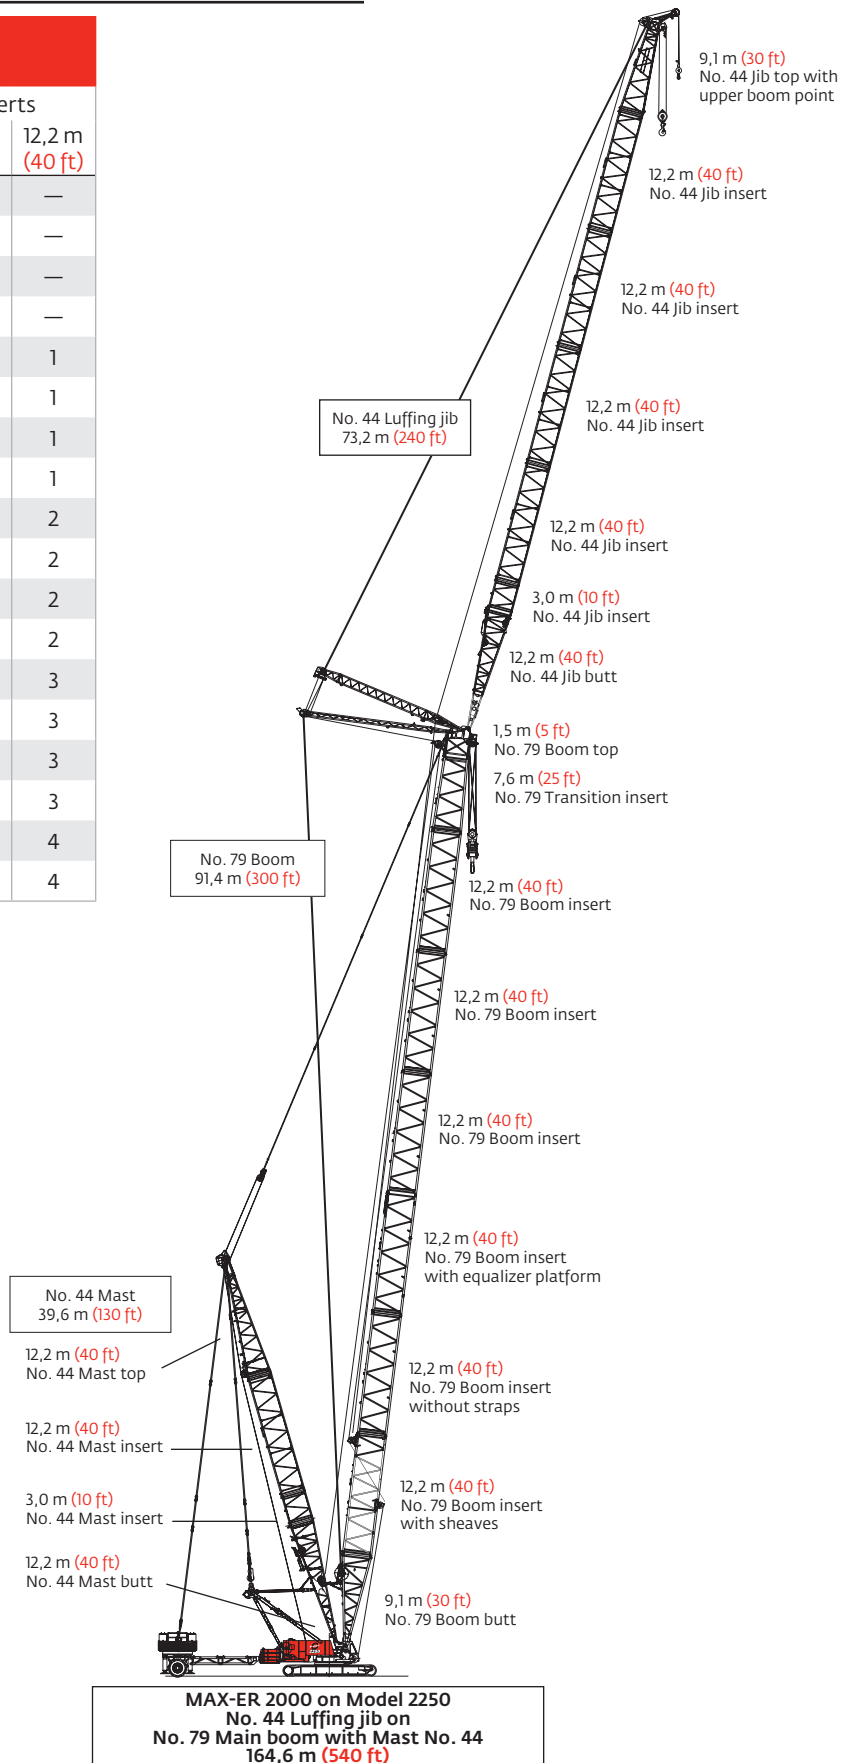 erts
12,2 m
(40 ft)
—
—
—
—
1
1
1
1
2
2
2
2
3
3
3
3
4
4
9,1 m (30 ft)
No. 44 Jib top with
upper boom point
12,2 m (40 ft)
No. 44 Jib insert
12,2 m (40 ft)
No. 44 Jib insert
12,2 m (40 ft)
No. 44 Jib insert
No. 44 Luffing jib
73,2 m (240 ft)
12,2 m (40 ft)
No. 44 Jib insert
3,0 m (10 ft)
No. 44 Jib insert
12,2 m (40 ft)
No. 44 Jib butt
1,5 m (5 ft)
No. 79 Boom top
7,6 m (25 ft)
No. 79 Transition insert
No. 79 Boom
91,4 m (300 ft)
12,2 m (40 ft)
No. 79 Boom insert
12,2 m (40 ft)
No. 79 Boom insert
12,2 m (40 ft)
No. 79 Boom insert
12,2 m (40 ft)
No. 79 Boom insert
with equalizer platform
No. 44 Mast
39,6 m (130 ft)
12,2 m (40 ft)
No. 44 Mast top
12,2 m (40 ft)
No. 79 Boom insert
without straps
12,2 m (40 ft)
No. 44 Mast insert
12,2 m (40 ft)
No. 79 Boom insert
with sheaves
3,0 m (10 ft)
No. 44 Mast insert
12,2 m (40 ft)
No. 44 Mast butt
9,1 m (30 ft)
No. 79 Boom butt
2250
MAX-ER 2000 on Model 2250
No. 44 Luffing jib on
No. 79 Main boom with Mast No. 44
164,6 m (540 ft)